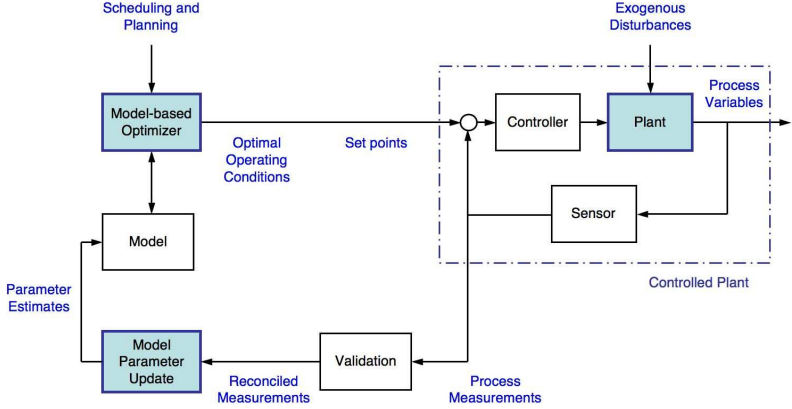 Scheduling and
Planning
Exogenous
Disturbances
Process
Variables
Model-based
Optimizer
Controller
Plant
Optimal
Operating
Conditions
Set points
Sensor
Model
Controlled Plant
Parameter
Estimates
Model
Parameter
Update
Validation
Reconciled
Measurements
Process
Measurements